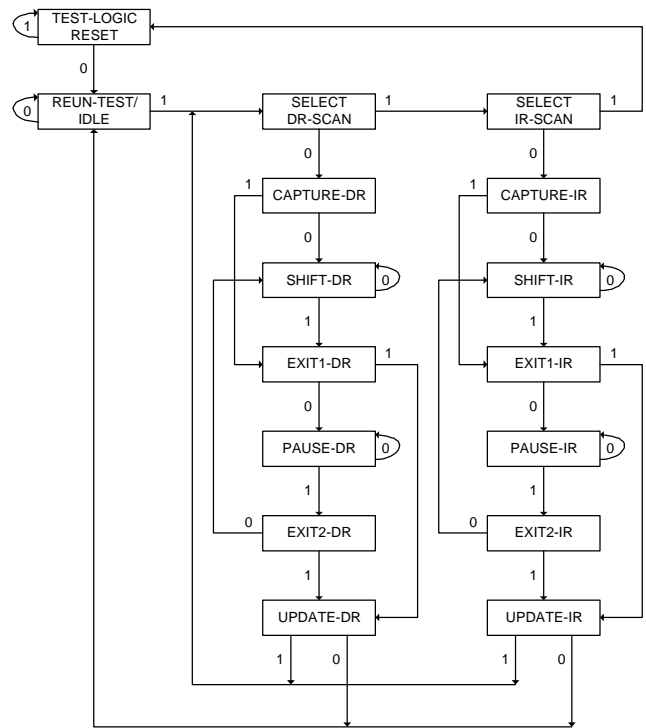 TEST-LOGIC
RESET
1
0
REUN-TEST/
IDLE
0
1
SELECT
DR-SCAN
1
SELECT
IR-SCAN
1
0
0
1
CAPTURE-DR
1
CAPTURE-IR
0
0
SHIFT-DR
0
SHIFT-IR
0
1
1
EXIT1-DR
1
EXIT1-IR
1
0
0
PAUSE-DR
0
PAUSE-IR
0
1
1
0
EXIT2-DR
0
EXIT2-IR
1
1
UPDATE-DR
UPDATE-IR
1
0
1
0